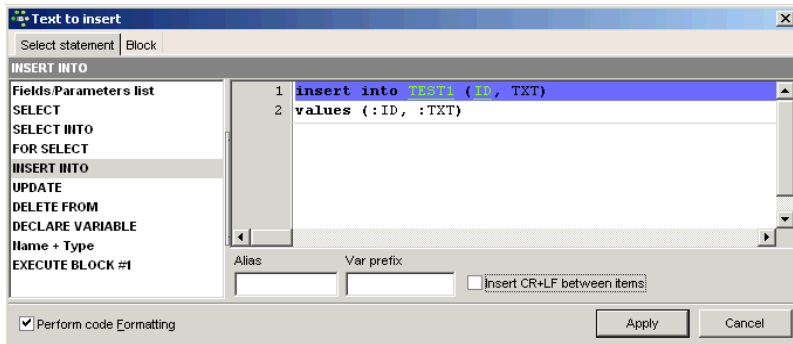 Text to insert
Select statement Block
INSERT INTO
Fields/Parameters list
SELECT
SELECT INTO
FOR SELECT
INSERT INTO
UPDATE
DELETE FROM
DECLARE VARIABLE
Name + Type
EXECUTE BLOCK #1
1 insert into TEST1 (ID, TXT)
2 values (:ID, :TXT)
Alias Var prefix
Insert CR+LF between items
Perform code Formatting Apply Cancel